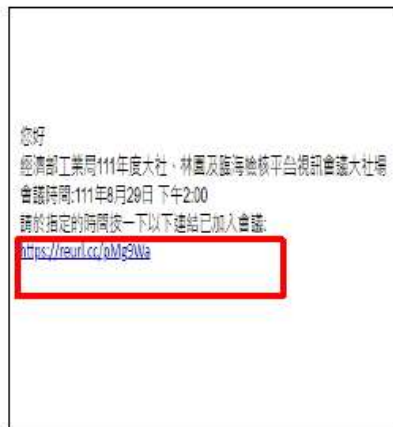 您好
經濟部工業局111年度大社、林園及臨海檢核平台視訊會議大社場
會議時間:111年8月29日 下午2:00
請於指定的時間按一下以下連結已加入會議:
https://reurl.cc/pMg9Wa